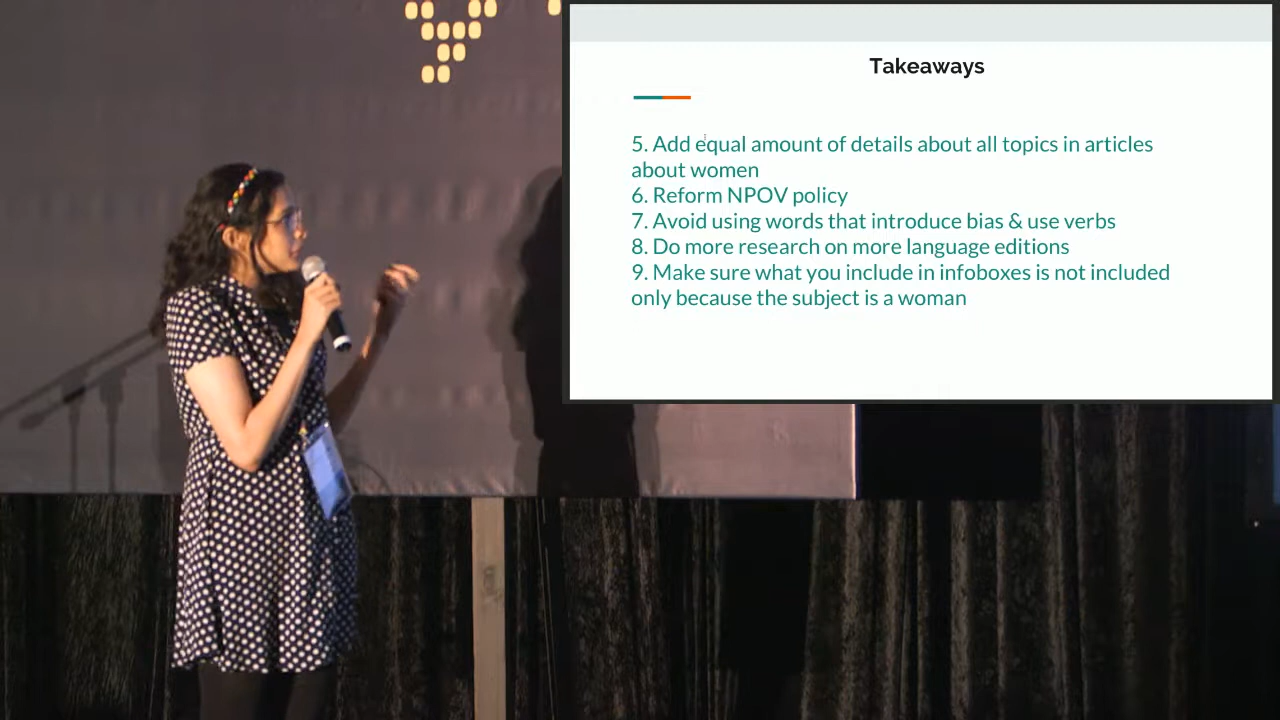 Takeaways
5. Add equal amount of details about all topics in articles
about women
6. Reform NPOV policy
7. Avoid using words that introduce bias & use verbs
8. Do more research on more language editions
9. Make sure what you include in infoboxes is not included
only because the subject is a woman